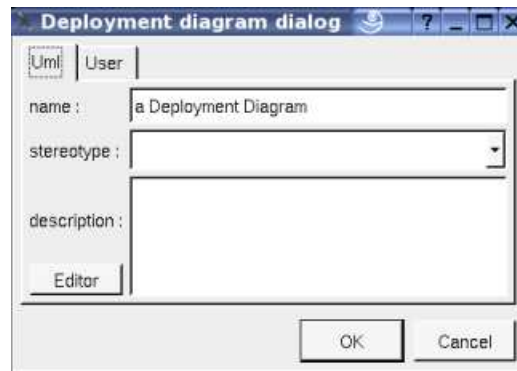 Deployment diagram dialog ?
Uml User
name : a Deployment Diagram
stereotype :
description :
Editor
OK Cancel